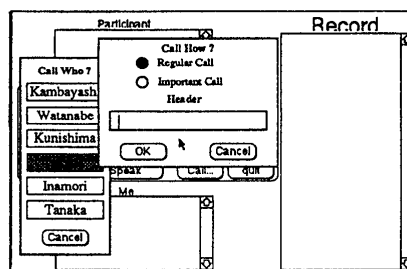 Participant
Record
Call Who ?
Kambayash
Watanabe
Kunishima
Inamori
Tanaka
Cancel
Call How ?
Regular Call
Important Call
Header
OK
Cancel
Speak
Call...
quit
Me